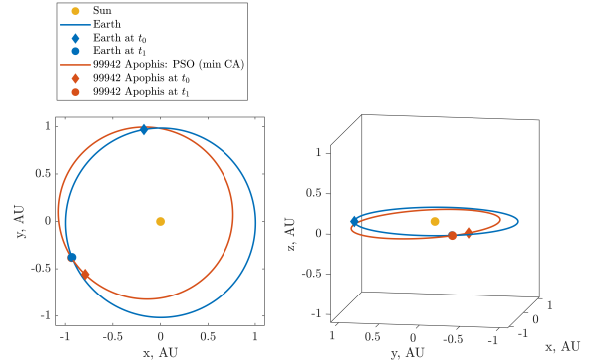 Sun
Earth
Earth at t₀
Earth at t₁
99942 Apophis: PSO (min CA)
99942 Apophis at t₀
99942 Apophis at t₁
1
0.5
0
-0.5
-1
y, AU
-1 -0.5 0 0.5 1
x, AU
1
0.5
0
-0.5
-1
z, AU
1 0.5 0 -0.5 -1
y, AU
-1 0 1
x, AU